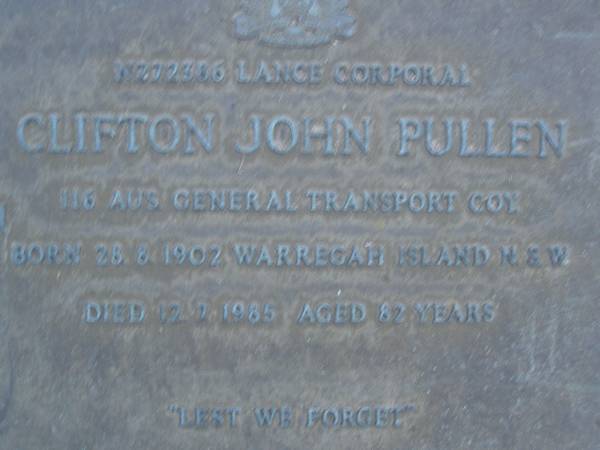 N272386 LANCE CORPORAL
CLIFTON JOHN PULLEN
116 AUS GENERAL TRANSPORT COY
BORN 28.8.1902 WARREGAH ISLAND N.S.W.
DIED 12.7.1985 AGED 82 YEARS
"LEST WE FORGET"